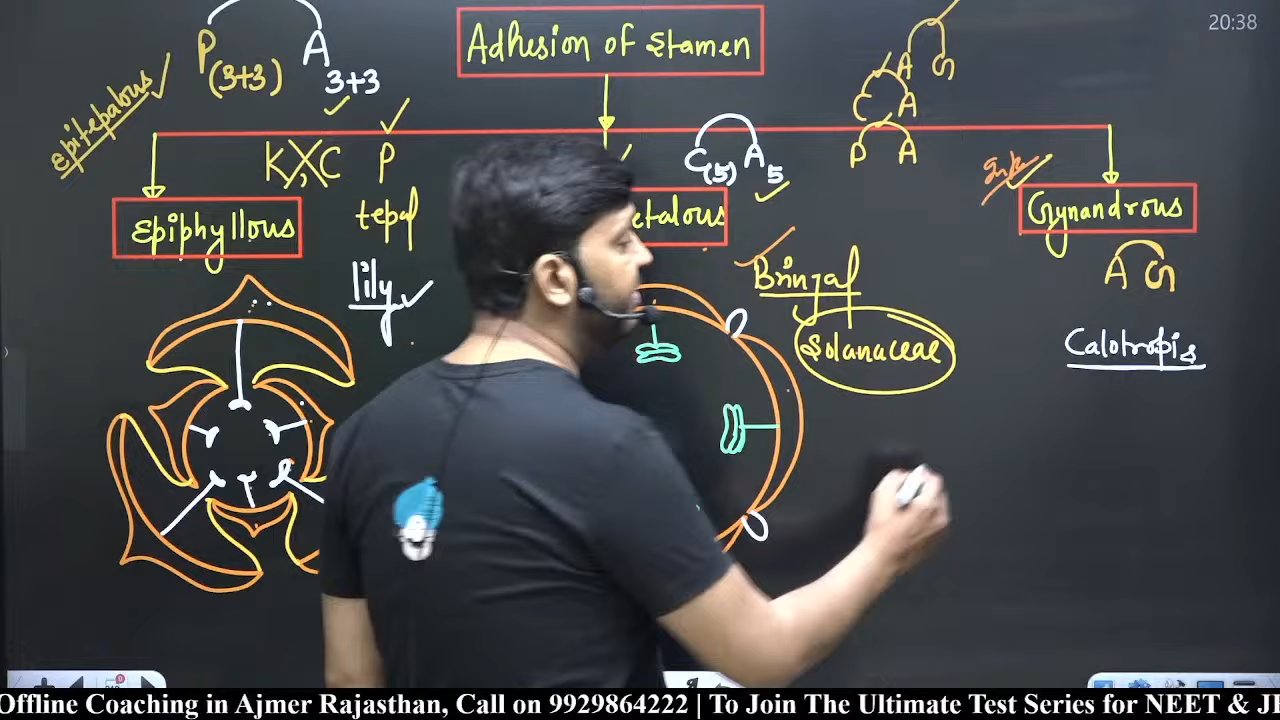 20:38
Adhesion of Stamen
P(3+3) A3+3
Epitepalous
A G
C A
P A
K, C P
C(5) A5
Epiphyllous
tepal
etalous
Gynandrous
A G
lily
Brinjal
Solanaceae
Calotropis
Offline Coaching in Ajmer Rajasthan, Call on 9929864222 | To Join The Ultimate Test Series for NEET & JE